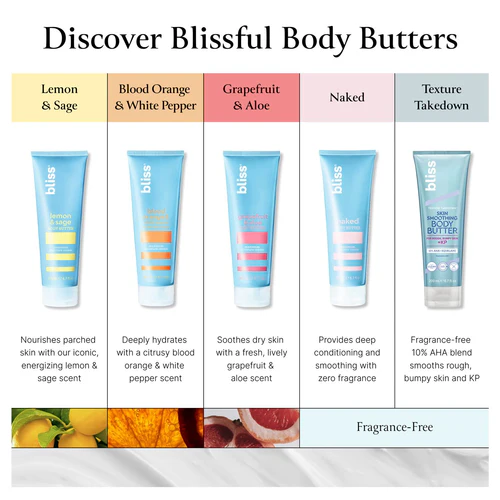 Discover Blissful Body Butters
Lemon
& Sage
Blood Orange
& White Pepper
Grapefruit
& Aloe
Naked
Texture
Takedown
bliss
lemon
&sage
bliss
bliss
bliss
naked
bliss
SKIN
SMOOTHING
BODY
BUTTER
Nourishes parched
skin with our iconic,
energizing lemon &
sage scent
Deeply hydrates
with a citrusy blood
orange & white
pepper scent
Soothes dry skin
with a fresh, lively
grapefruit &
aloe scent
Provides deep
conditioning and
smoothing with
zero fragrance
Fragrance-free
10% AHA blend
smooths rough,
bumpy skin and KP
Fragrance-Free